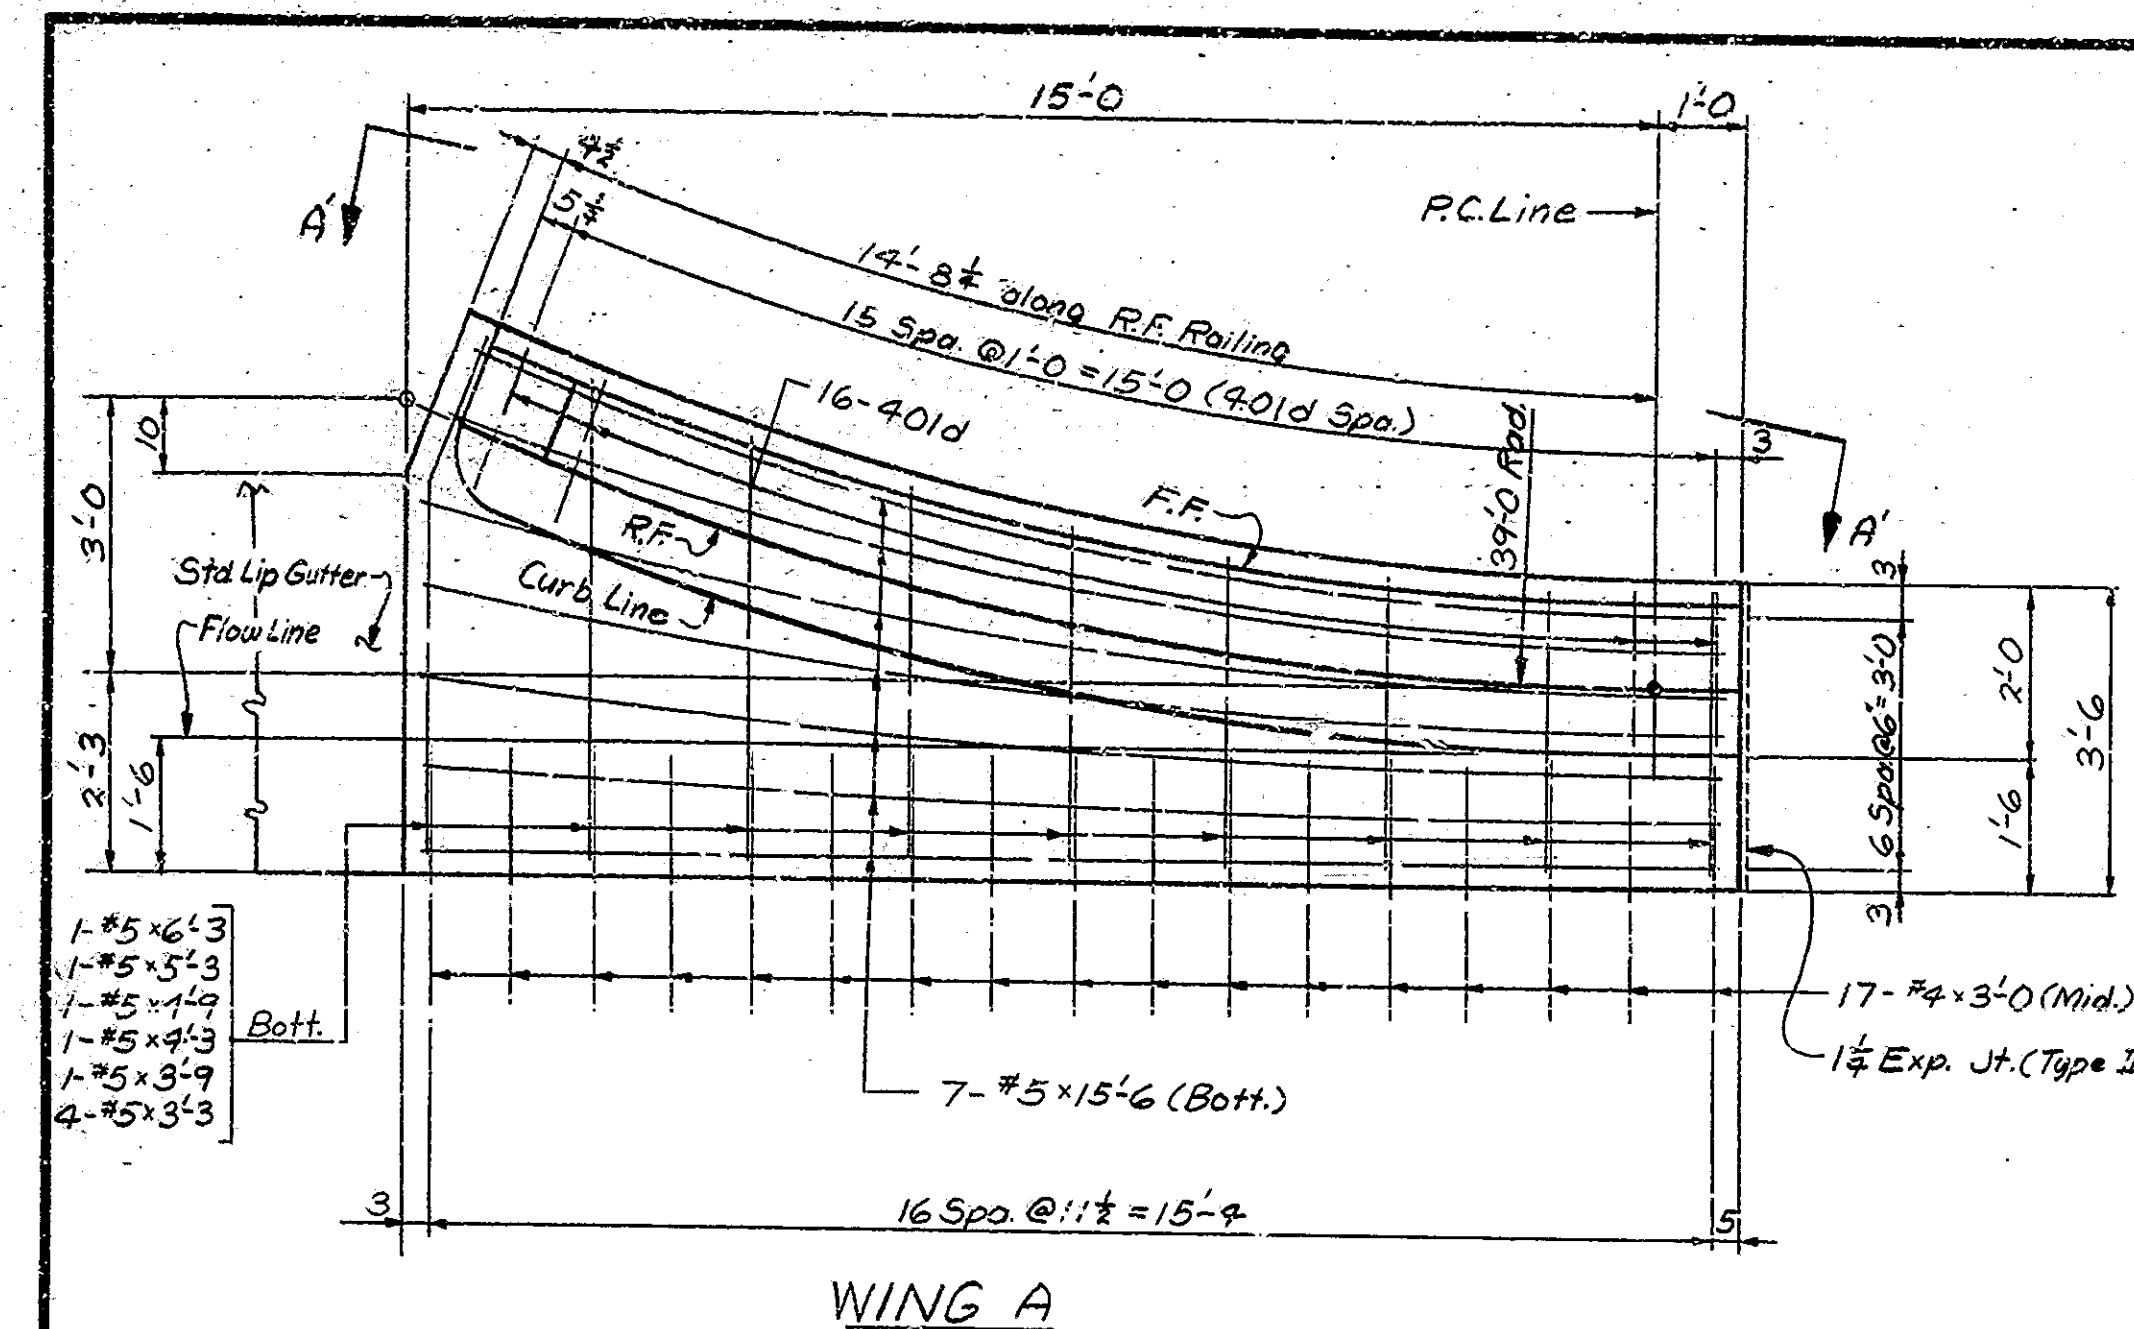 15'-0
1'-0
4½
A'
5¼
P.C. Line
14'-8¼ along R.F. Railing
15 Spa. @ 1'-0 = 15'-0 (401d Spa.)
16-401d
39'-0 Rad.
3
10
3'-0
F.F.
A'
R.F.
3
Std. Lip Gutter
Curb Line
Flow Line
6 Spa. @ 6" = 3'-0
2'-0
3'-6
2'-3
1'-6
1'-6
3
1-#5 x 6'-3
1-#5 x 5'-3
1-#5 x 4'-9
1-#5 x 4'-3
1-#5 x 3'-9
4-#5 x 3'-3
Bott.
17-#4 x 3'-0 (Mid.)
1¼ Exp. Jt. (Type II
7-#5 x 15'-6 (Bott.)
3
16 Spa. @ 11½ = 15'-4
5
WING A